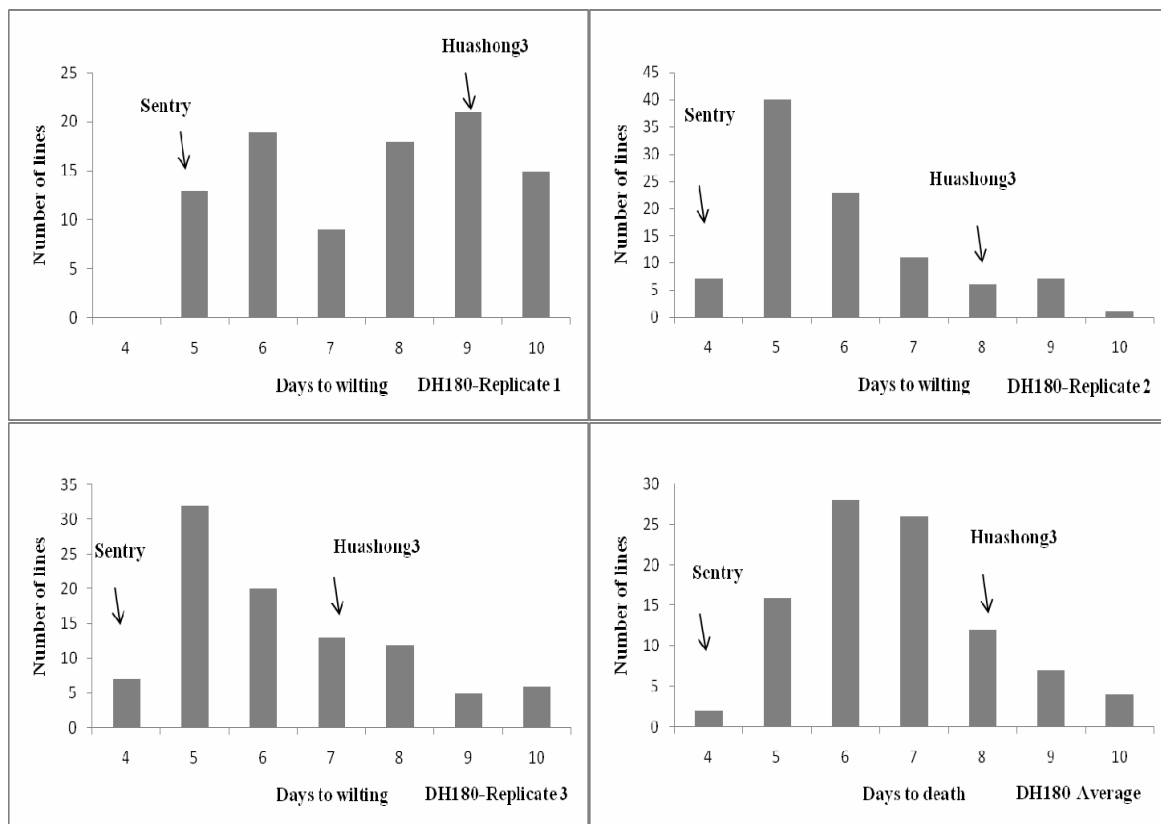 Huashong3
Sentry
Number of lines
25
20
15
10
5
0
4 5 6 7 8 9 10
Days to wilting DH180-Replicate 1
Sentry
Huashong3
Number of lines
45
40
35
30
25
20
15
10
5
0
4 5 6 7 8 9 10
Days to wilting DH180-Replicate 2
Sentry
Huashong3
Number of lines
35
30
25
20
15
10
5
0
4 5 6 7 8 9 10
Days to wilting DH180-Replicate 3
Huashong3
Sentry
Number of lines
30
25
20
15
10
5
0
4 5 6 7 8 9 10
Days to death DH180 Average